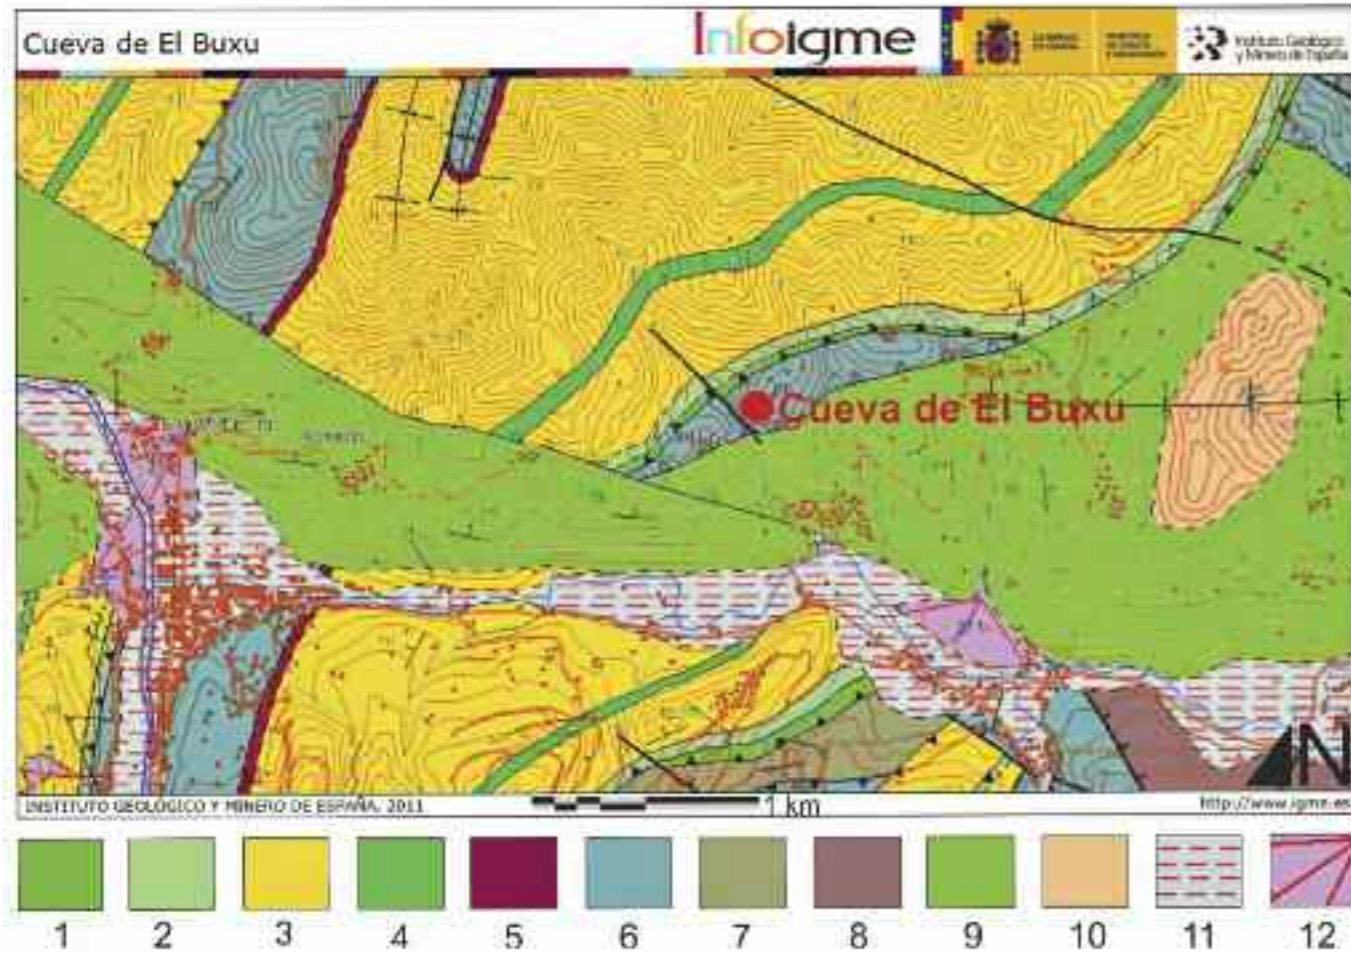 Cueva de El Buxu
Infoigme
Instituto Geológico
y Minero de España
Cueva de El Buxu
INSTITUTO GEOLÓGICO Y MINERO DE ESPAÑA, 2011
1 km
http://www.igme.es
N
1 2 3 4 5 6 7 8 9 10 11 12